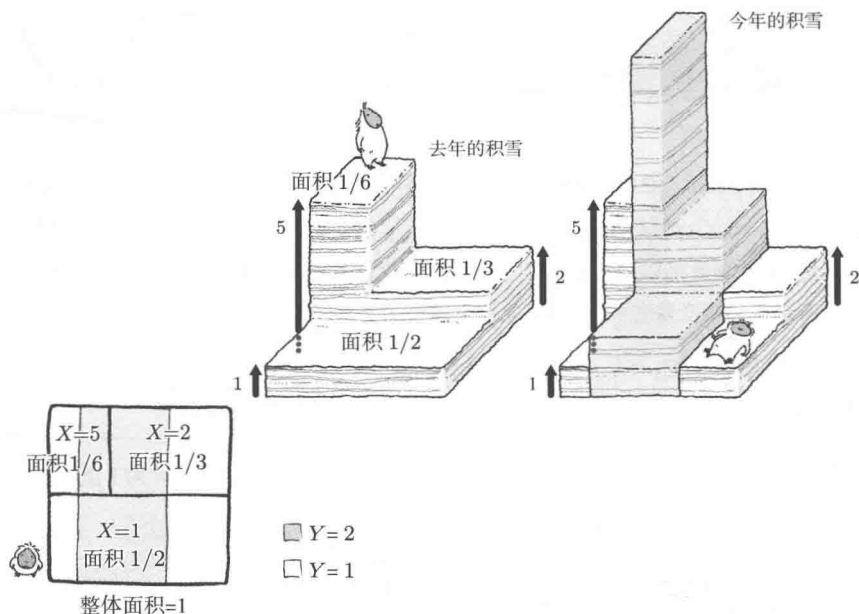 今年的积雪
去年的积雪
面积 1/6
5
面积 1/3
2
面积 1/2
1
5
2
1
X=5
面积1/6
X=2
面积 1/3
X=1
面积 1/2
整体面积=1
Y=2
Y=1